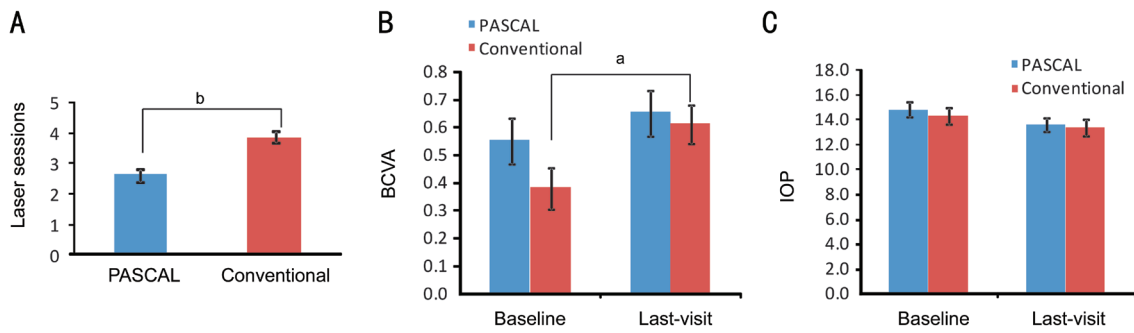 A
Laser sessions
5
4
3
2
1
0
b
PASCAL
Conventional
B
PASCAL
Conventional
BCVA
0.8
0.7
0.6
0.5
0.4
0.3
0.2
0.1
0.0
a
Baseline
Last-visit
C
PASCAL
Conventional
IOP
18.0
16.0
14.0
12.0
10.0
8.0
6.0
4.0
2.0
0.0
Baseline
Last-visit